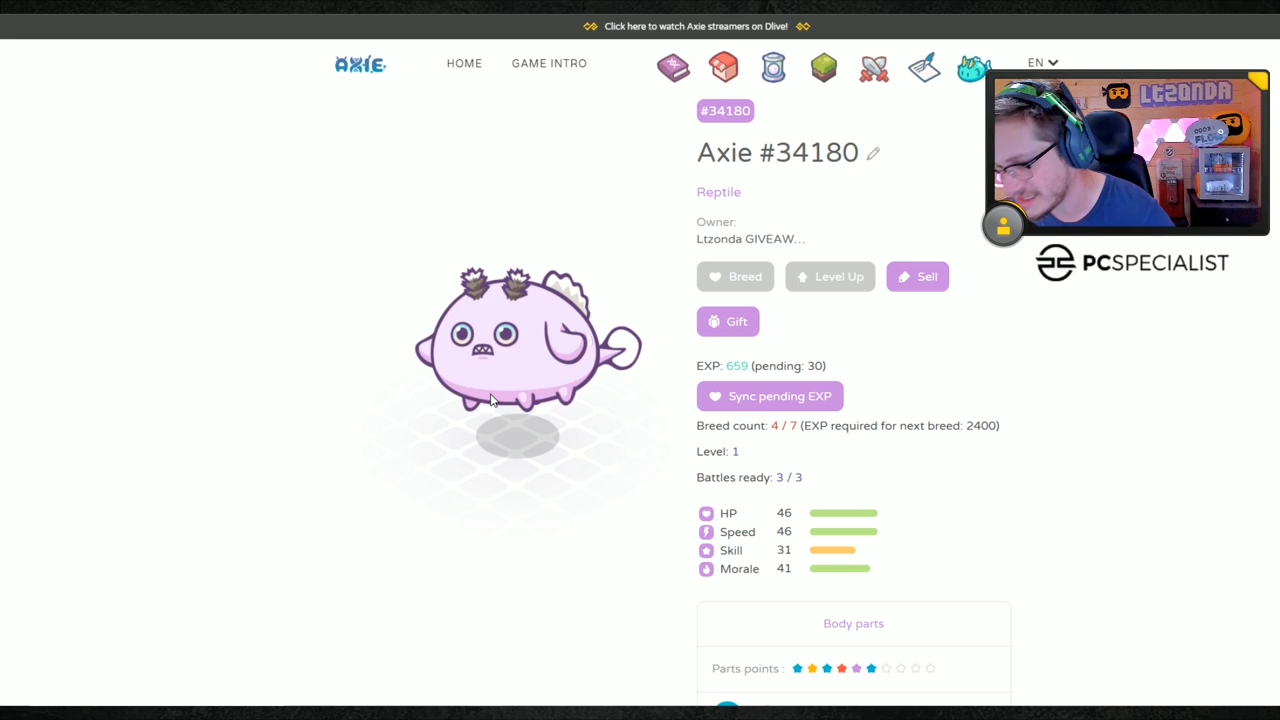 Click here to watch Axie streamers on Dlive!
AXIE
HOME
GAME INTRO
EN
#34180
Axie #34180
Reptile
Owner:
Ltzonda GIVEAW...
Breed
Level Up
Sell
Gift
EXP: 659 (pending: 30)
Sync pending EXP
Breed count: 4 / 7 (EXP required for next breed: 2400)
Level: 1
Battles ready: 3 / 3
HP 46
Speed 46
Skill 31
Morale 41
Body parts
Parts points :
LTZONDA
PCSPECIALIST